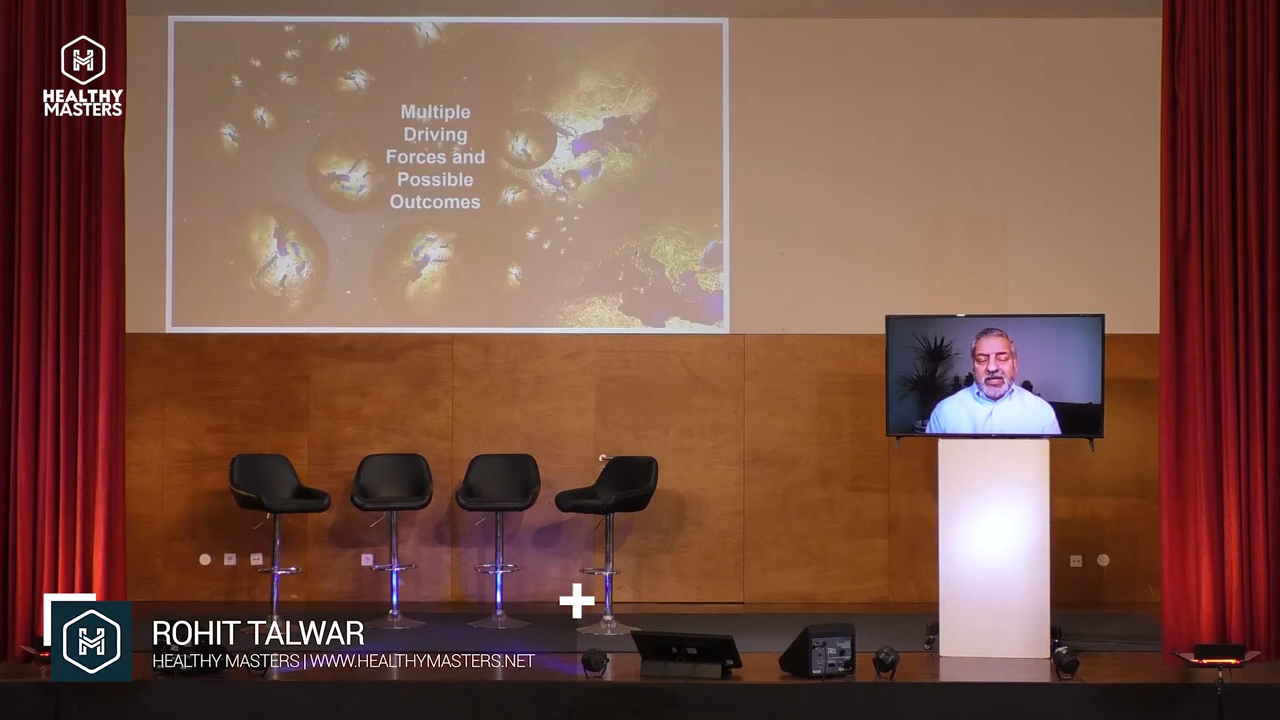 HEALTHY
MASTERS
Multiple
Driving
Forces and
Possible
Outcomes
ROHIT TALWAR
HEALTHY MASTERS | WWW.HEALTHYMASTERS.NET